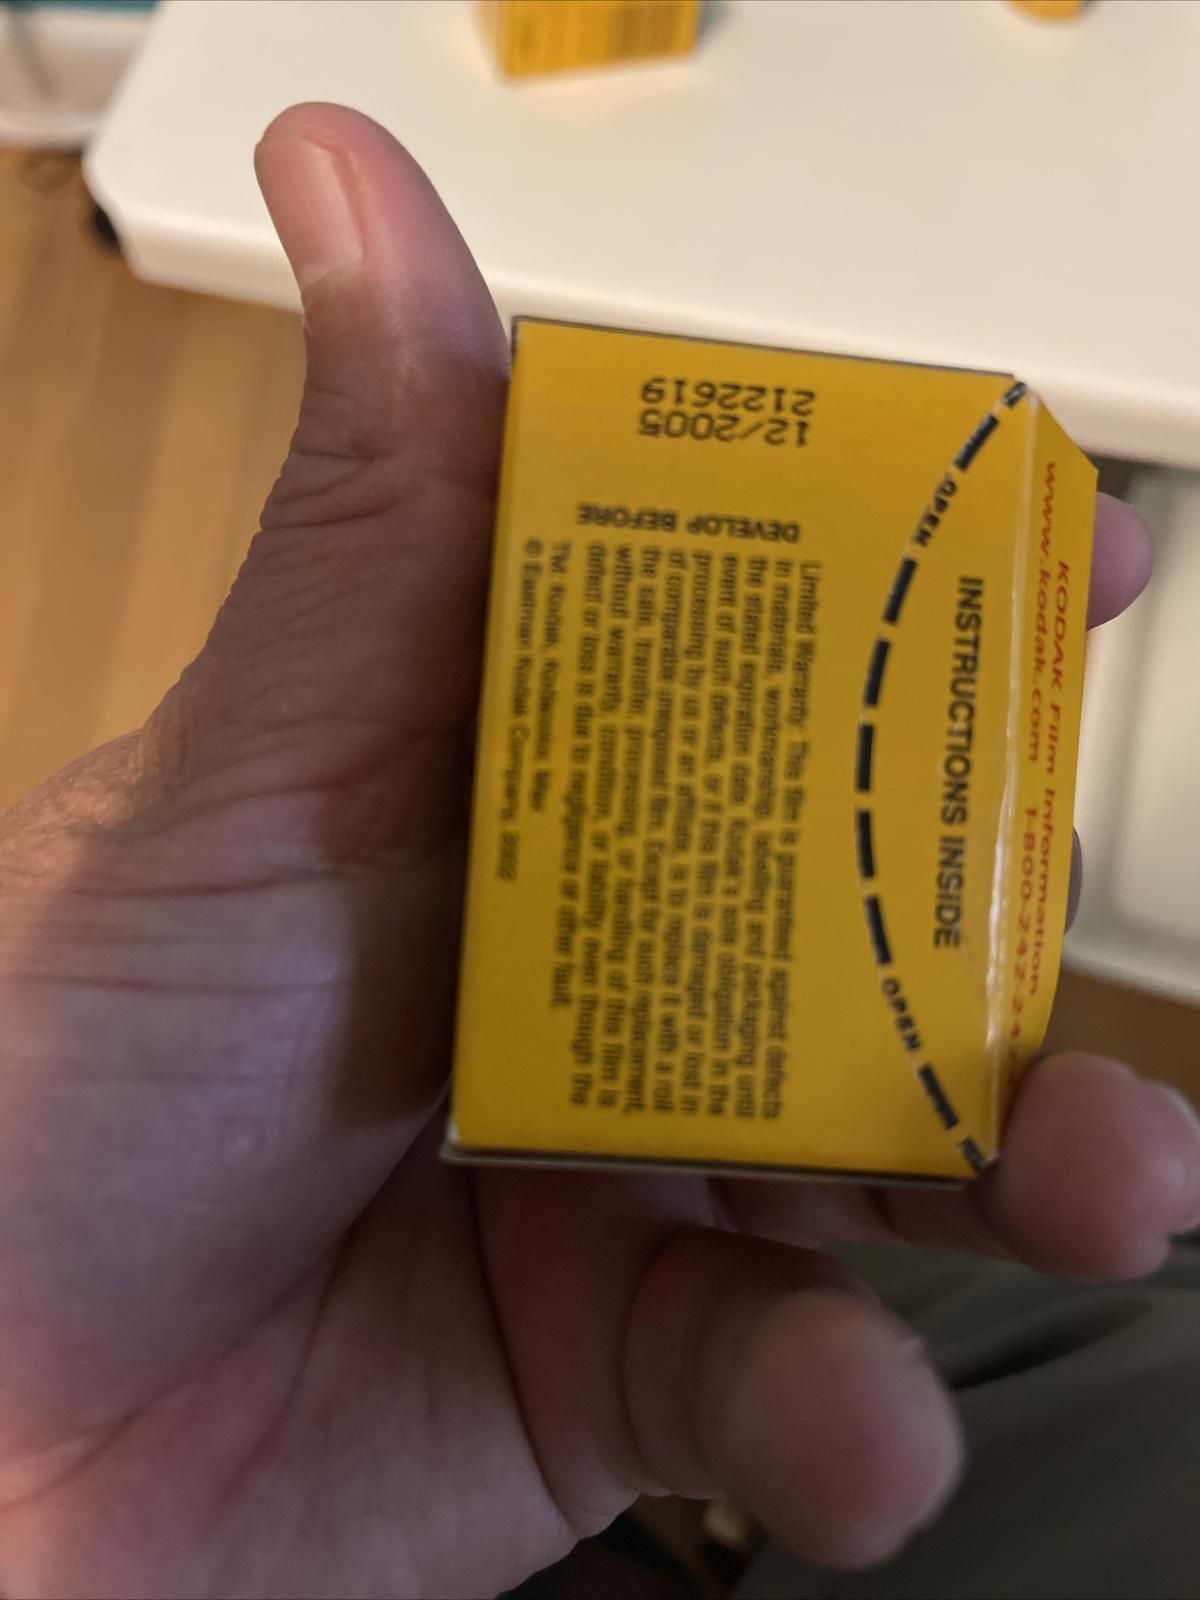 KODAK Film Information
www.kodak.com 1-800-242-24
INSTRUCTIONS INSIDE
OPEN
OPEN
Limited Warranty: This film is guaranteed against defects
in materials, workmanship, labelling and packaging until
the stated expiration date. Kodak's sole obligation in the
event of such defects, or if this film is damaged or lost in
processing by us or an affiliate, is to replace it with a roll
of comparable unexposed film. Except for such replacement,
the sale, transfer, processing, or handling of this film is
without warranty, condition, or liability even though the
defect or loss is due to negligence or other fault.
TM: Kodak, Kodacolor, Max
© Eastman Kodak Company, 2002
DEVELOP BEFORE
12/2005
2122619